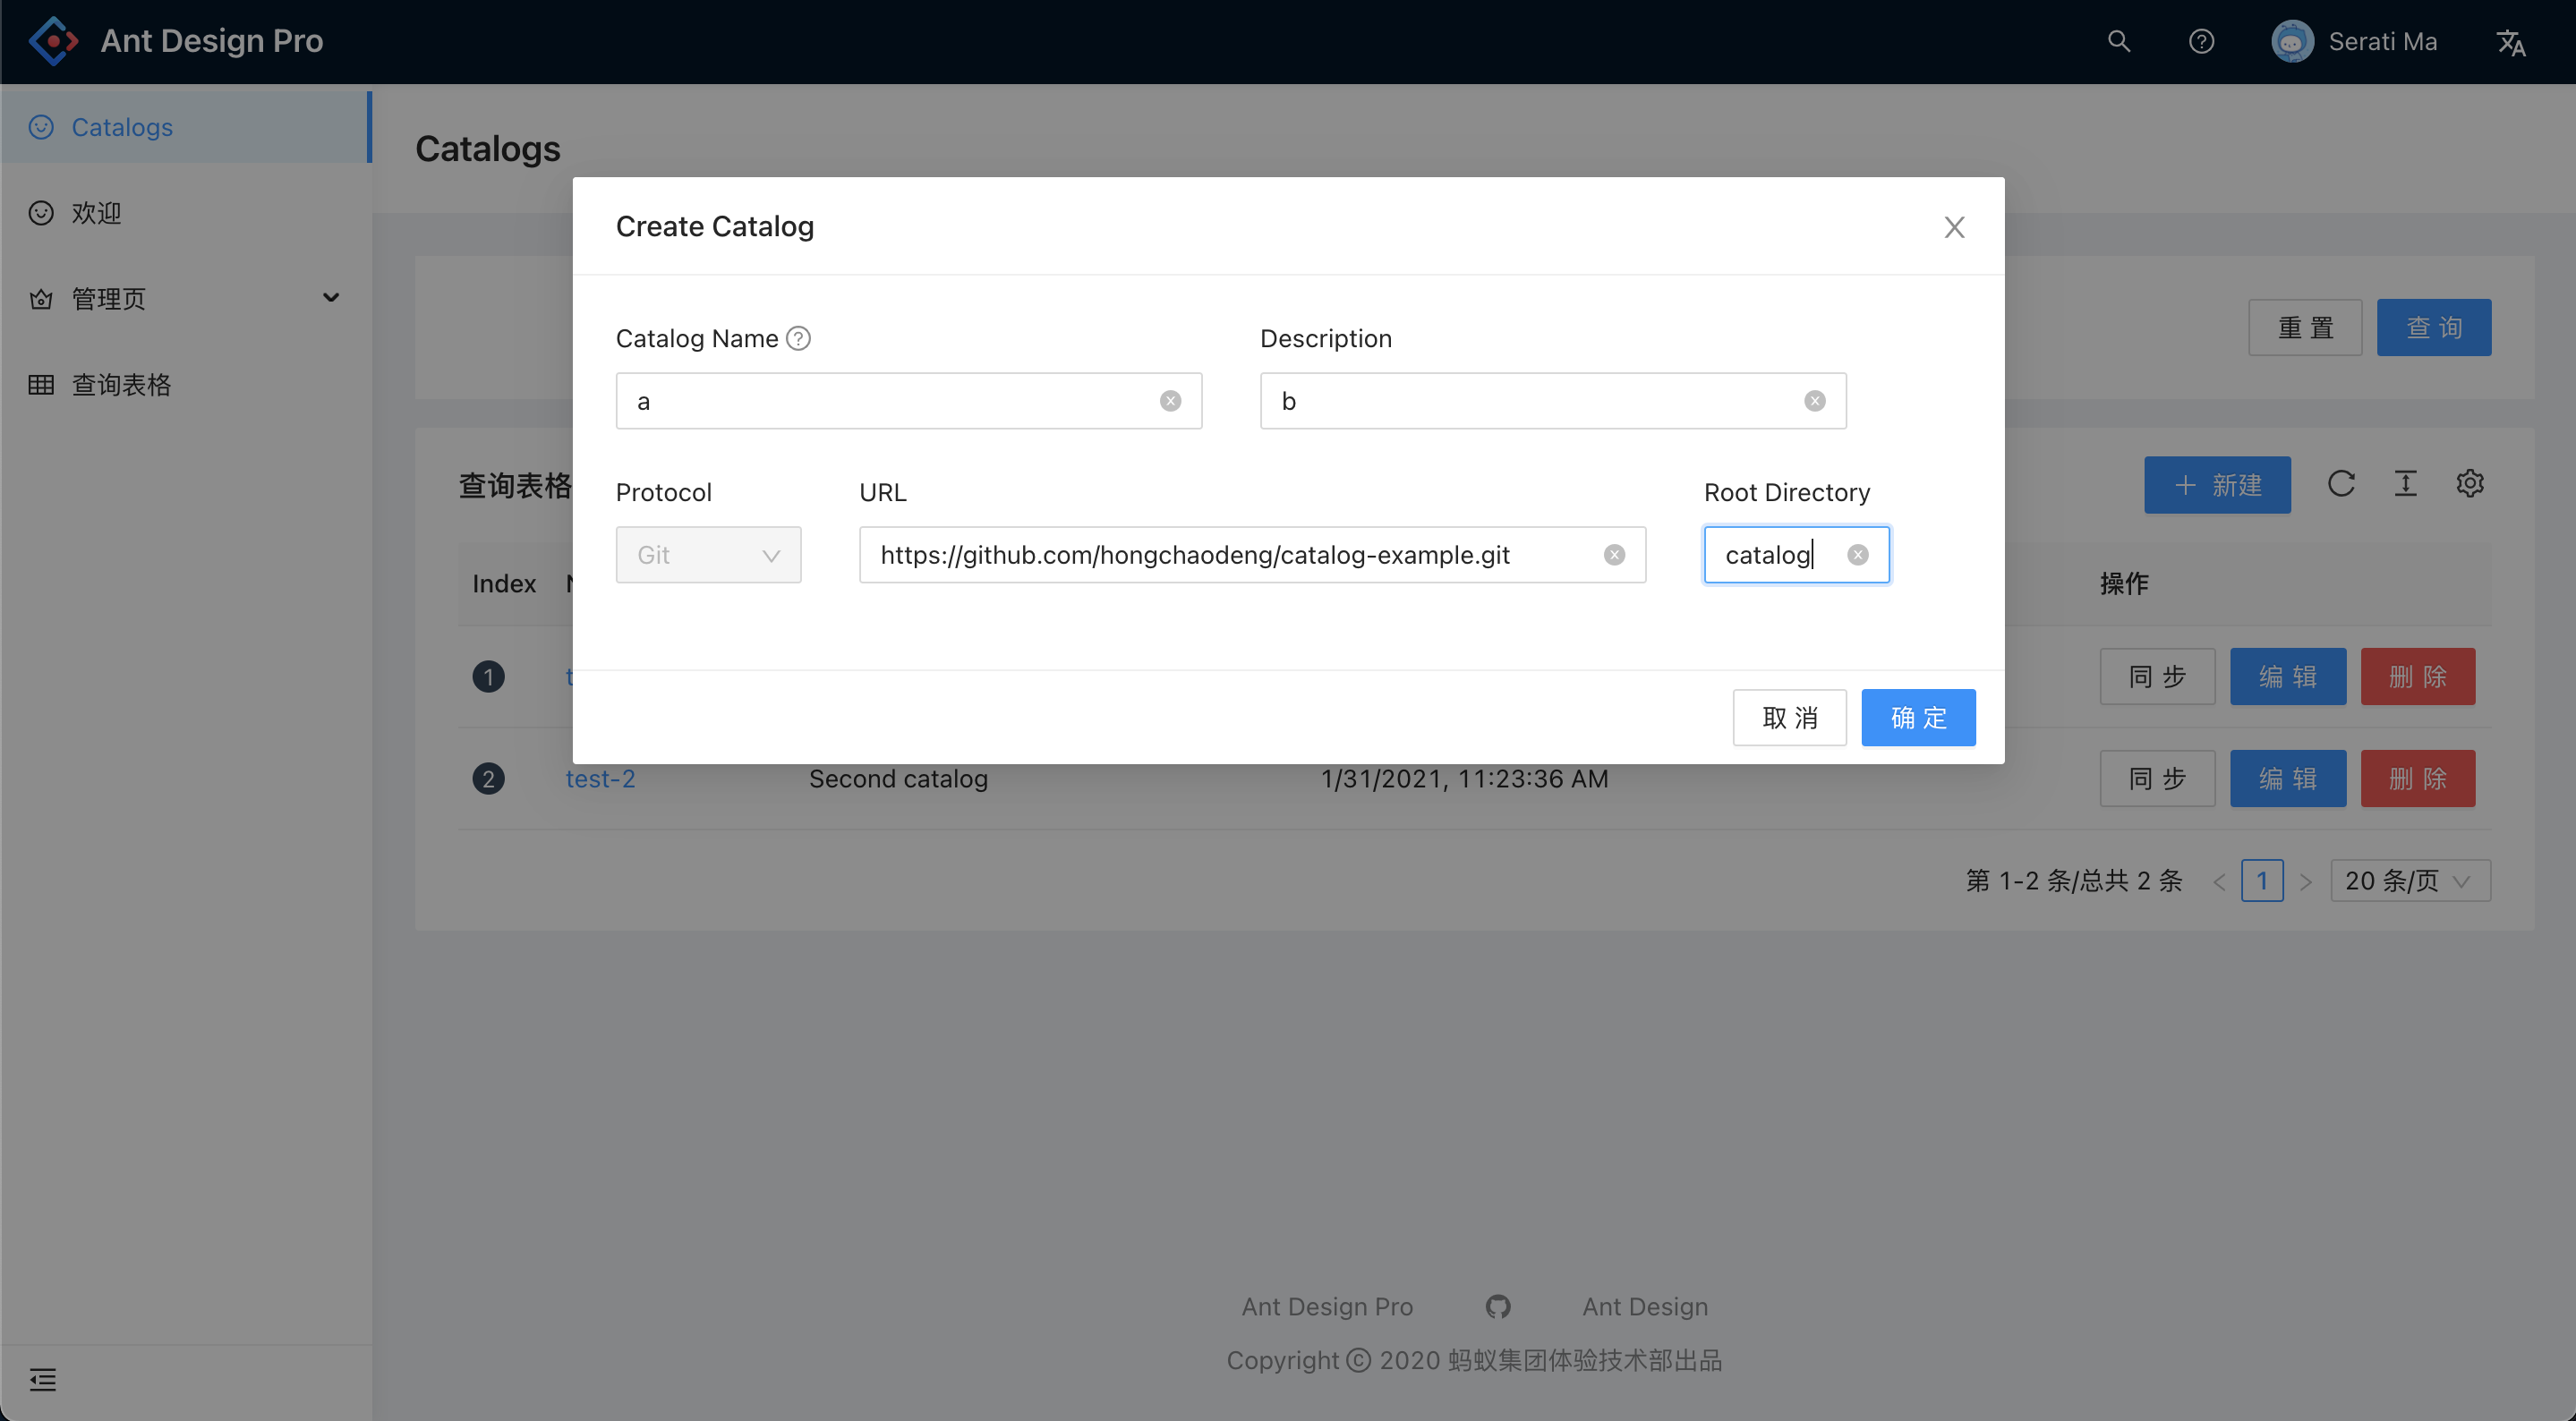 Ant Design Pro
Serati Ma
Catalogs
欢迎
管理页
查询表格
Catalogs
重 置
查 询
Create Catalog
Catalog Name
Description
a
b
Protocol
URL
Root Directory
Git
https://github.com/hongchaodeng/catalog-example.git
catalog
取 消
确 定
查询表格
新建
Index
操作
1
同 步
编 辑
删 除
2
test-2
Second catalog
1/31/2021, 11:23:36 AM
同 步
编 辑
删 除
第 1-2 条/总共 2 条
1
20 条/页
Ant Design Pro
Ant Design
Copyright © 2020 蚂蚁集团体验技术部出品